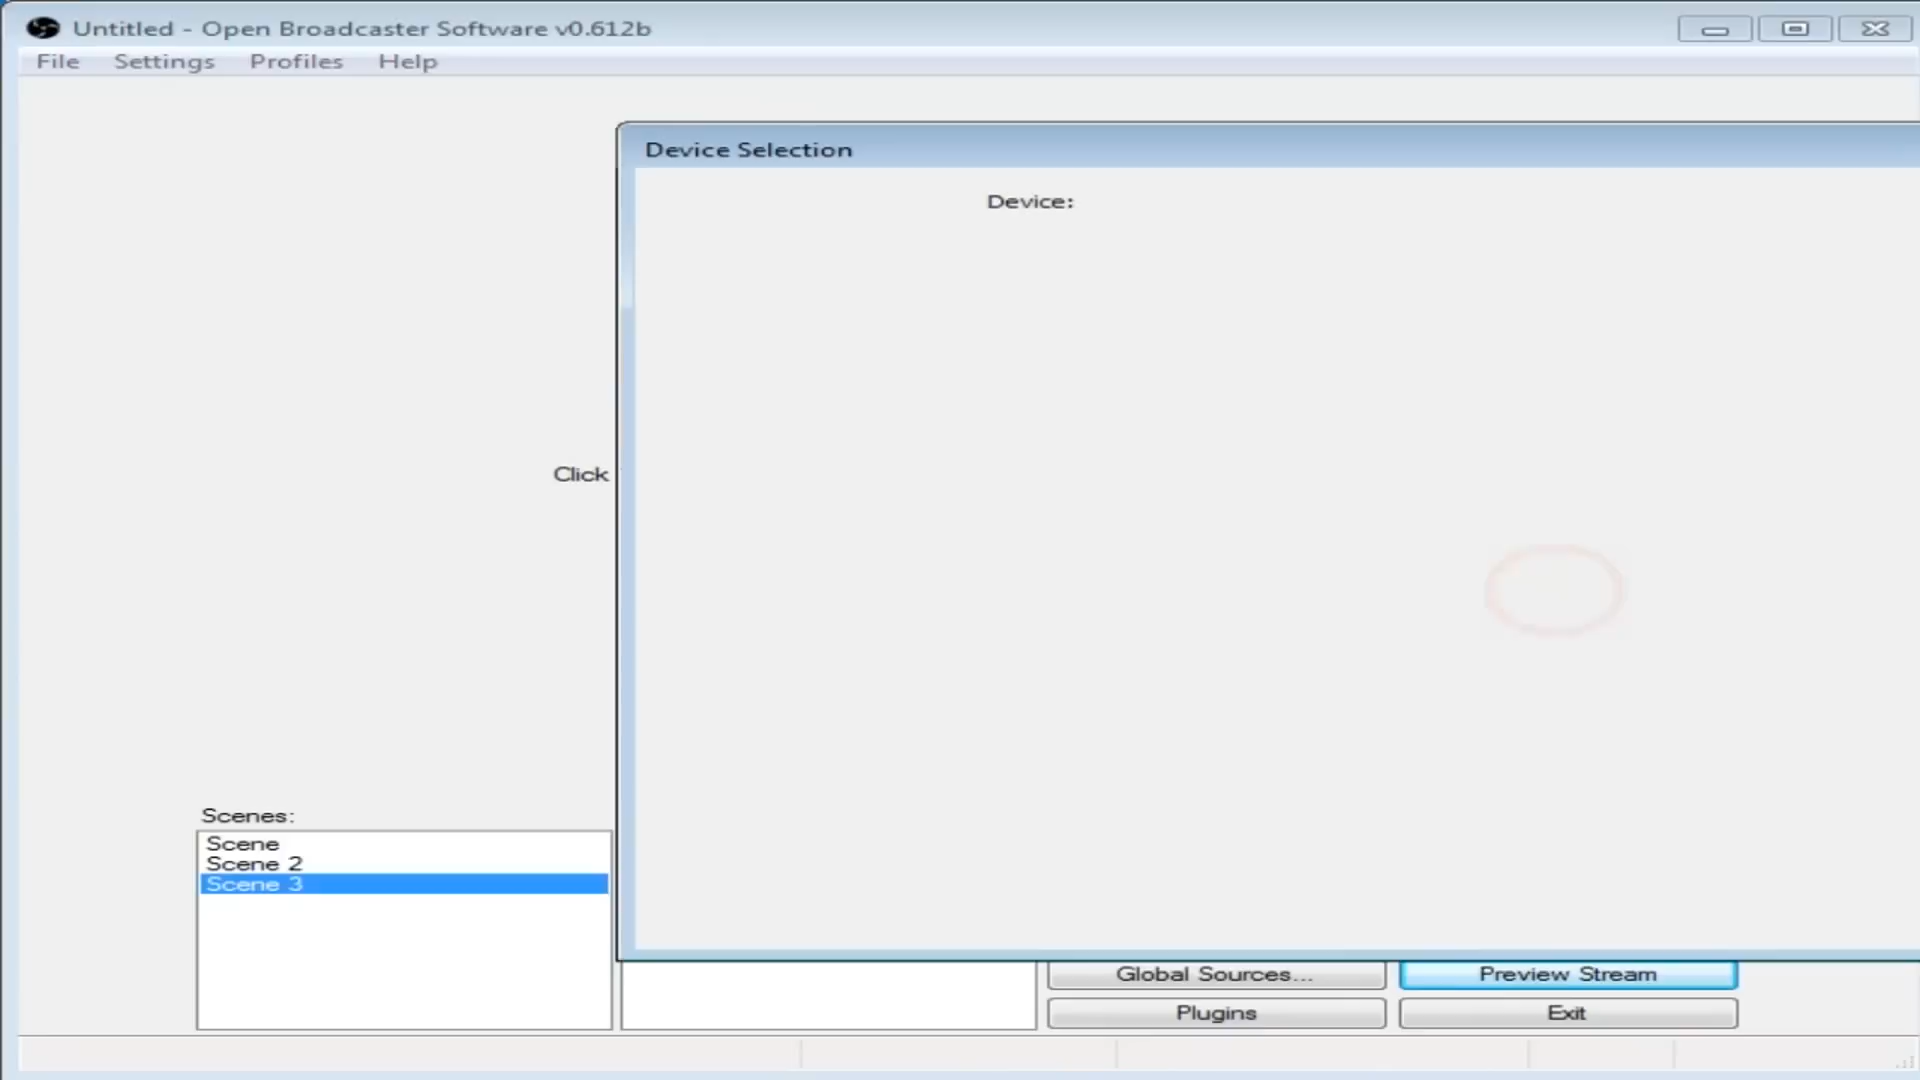 Untitled - Open Broadcaster Software v0.612b
File Settings Profiles Help
Device Selection
Device:
Click
Scenes:
Scene
Scene 2
Scene 3
Global Sources... Preview Stream
Plugins Exit